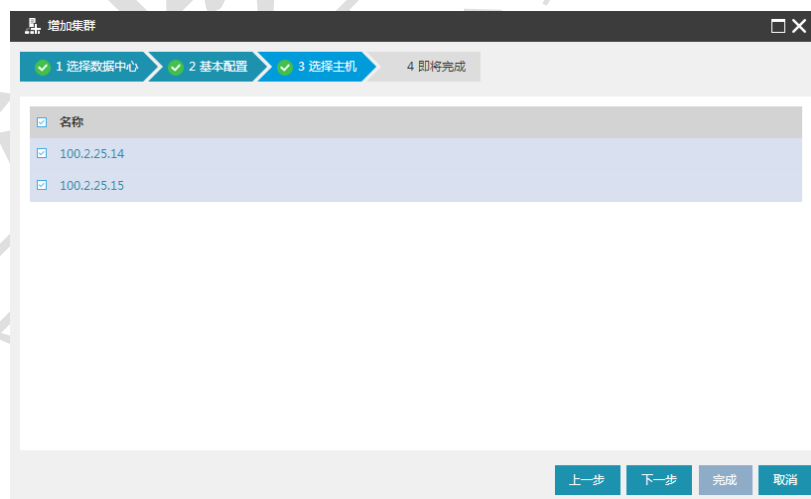 增加集群
1 选择数据中心 2 基本配置 3 选择主机 4 即将完成
名称
100.2.25.14
100.2.25.15
上一步 下一步 完成 取消